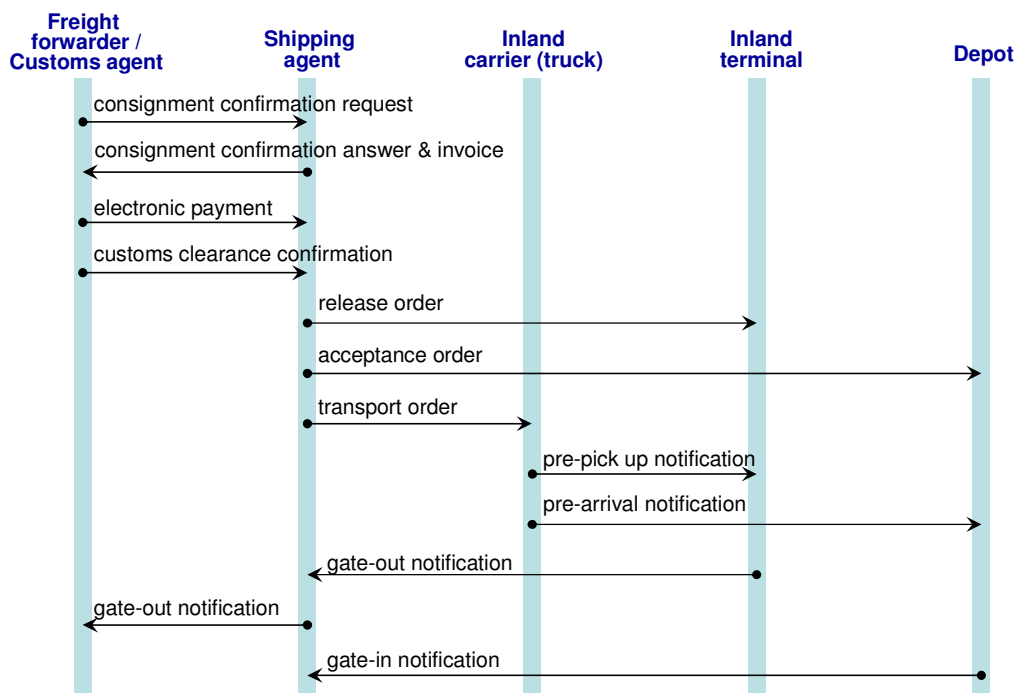 Freight
forwarder /
Customs agent
Shipping
agent
Inland
carrier (truck)
Inland
terminal
Depot
consignment confirmation request
consignment confirmation answer & invoice
electronic payment
customs clearance confirmation
release order
acceptance order
transport order
pre-pick up notification
pre-arrival notification
gate-out notification
gate-out notification
gate-in notification